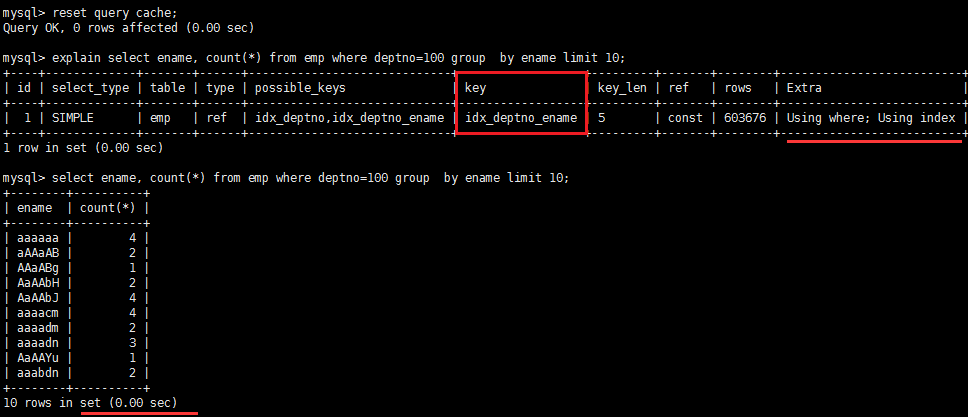 mysql> reset query cache;
Query OK, 0 rows affected (0.00 sec)
mysql> explain select ename, count(*) from emp where deptno=100 group  by ename limit 10;
+----+-------------+-------+------+-----------------------------+------------------+---------+-------+--------+--------------------------+
| id | select_type | table | type | possible_keys               | key              | key_len | ref   | rows   | Extra                    |
+----+-------------+-------+------+-----------------------------+------------------+---------+-------+--------+--------------------------+
|  1 | SIMPLE      | emp   | ref  | idx_deptno,idx_deptno_ename | idx_deptno_ename | 5       | const | 603676 | Using where; Using index |
+----+-------------+-------+------+-----------------------------+------------------+---------+-------+--------+--------------------------+
1 row in set (0.00 sec)
mysql> select ename, count(*) from emp where deptno=100 group  by ename limit 10;
+--------+----------+
| ename  | count(*) |
+--------+----------+
| aaaaaa |        4 |
| aAAaAB |        2 |
| AAaABg |        1 |
| AaAAbH |        2 |
| AaAAbJ |        4 |
| aaaacm |        4 |
| aaaadm |        2 |
| aaaadn |        3 |
| AaAAYu |        1 |
| aaabdn |        2 |
+--------+----------+
10 rows in set (0.00 sec)